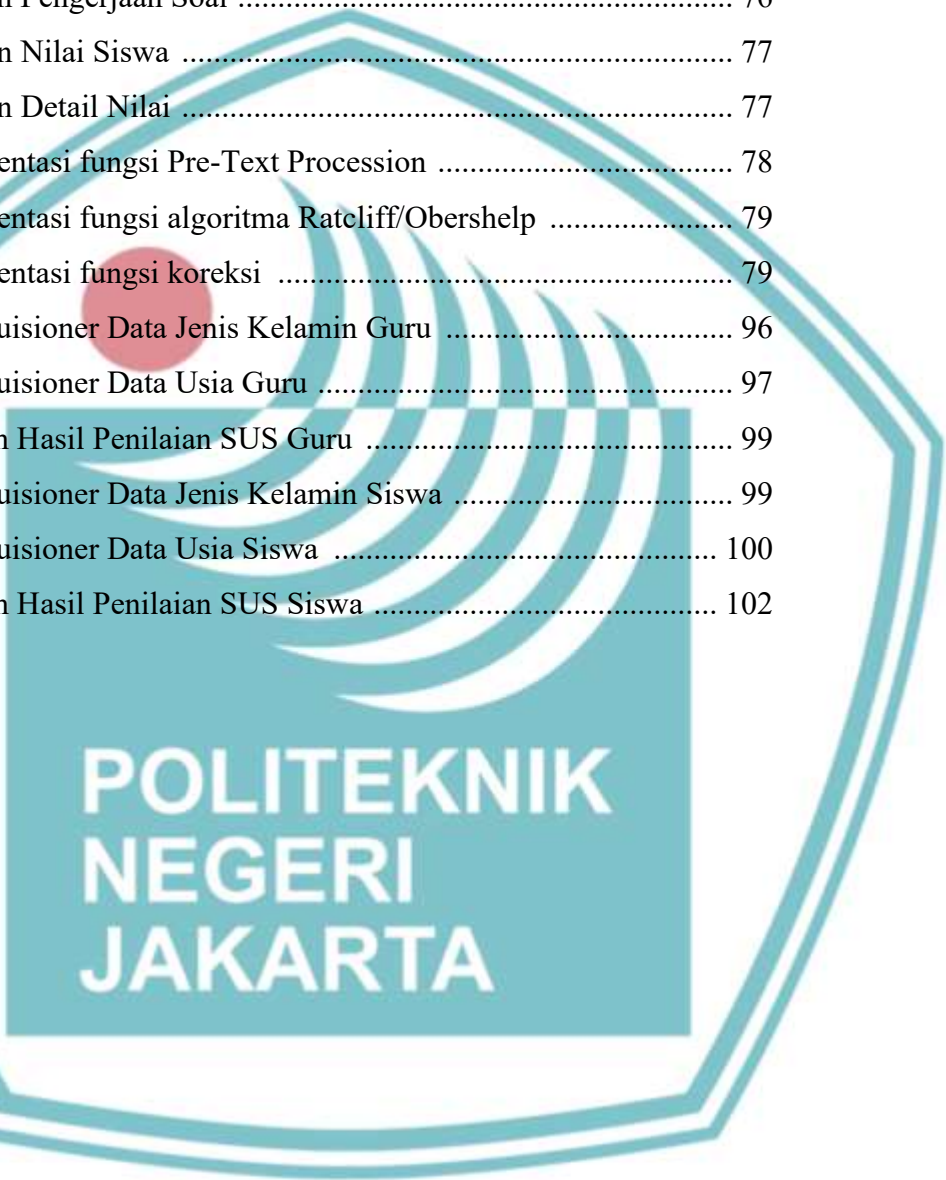 n Pengerjaan Soal ........................................................................ 76
n Nilai Siswa .................................................................... 77
n Detail Nilai ..................................................................... 77
entasi fungsi Pre-Text Procession .................................... 78
entasi fungsi algoritma Ratcliff/Obershelp ...................... 79
entasi fungsi koreksi ........................................................ 79
uisioner Data Jenis Kelamin Guru ................................... 96
uisioner Data Usia Guru ................................................... 97
n Hasil Penilaian SUS Guru ............................................. 99
uisioner Data Jenis Kelamin Siswa .................................. 99
uisioner Data Usia Siswa ............................................... 100
n Hasil Penilaian SUS Siswa .......................................... 102
POLITEKNIK
NEGERI
JAKARTA